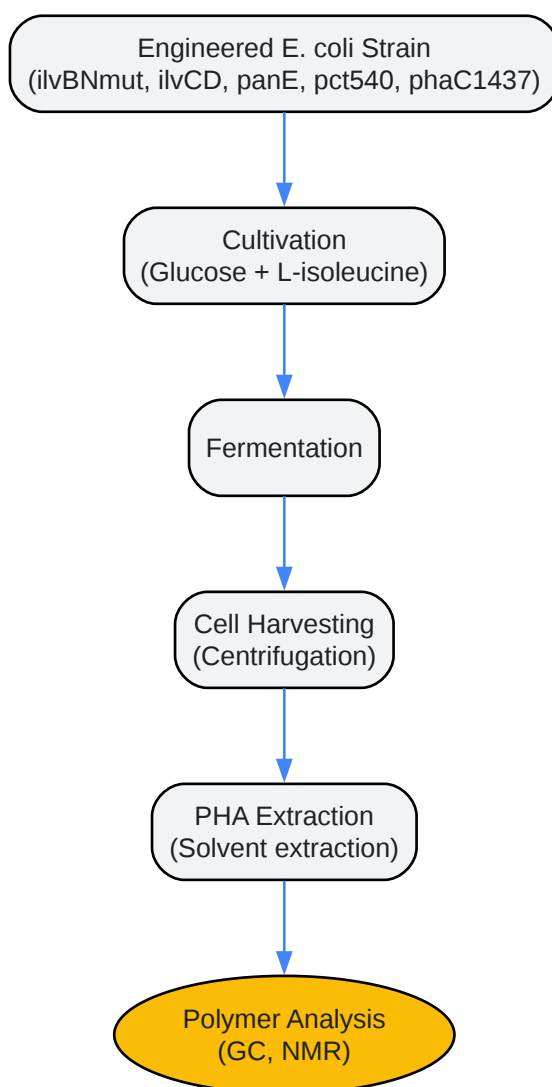 Engineered E. coli Strain
(ilvBNmut, ilvCD, panE, pct540, phaC1437)
Cultivation
(Glucose + L-isoleucine)
Fermentation
Cell Harvesting
(Centrifugation)
PHA Extraction
(Solvent extraction)
Polymer Analysis
(GC, NMR)